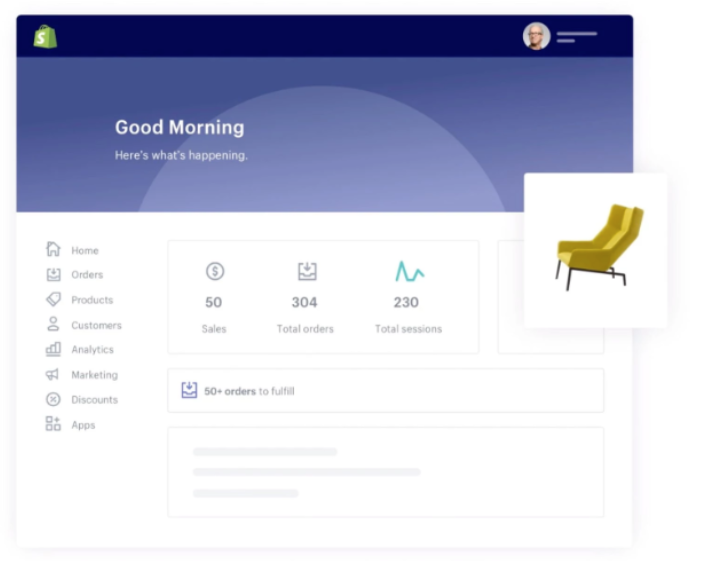 Good Morning
Here's what's happening.
Home
Orders
Products
Customers
Analytics
Marketing
Discounts
Apps
50 304 230
Sales Total orders Total sessions
50+ orders to fulfill